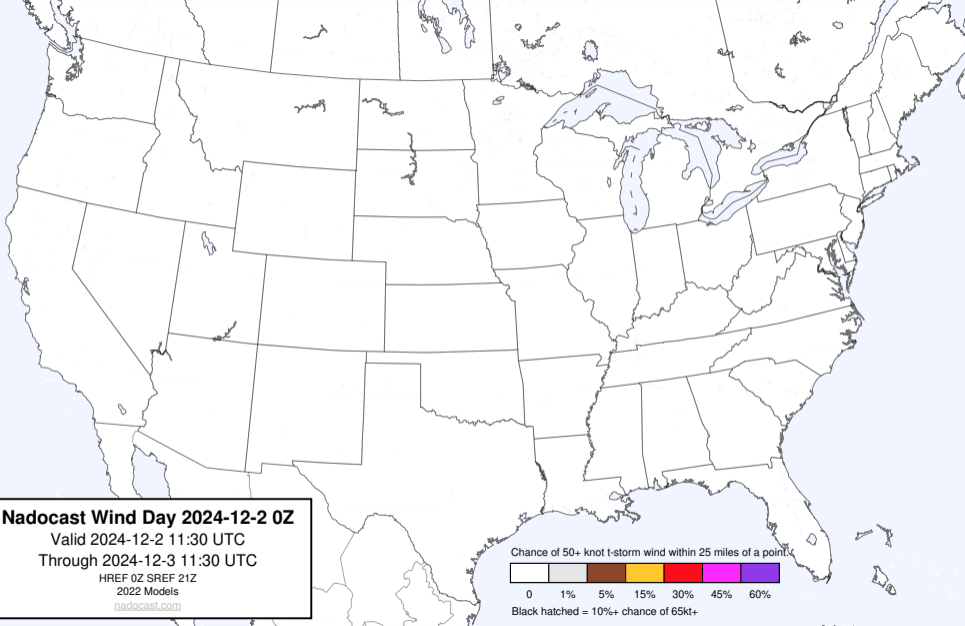 Nadocast Wind Day 2024-12-2 0Z
Valid 2024-12-2 11:30 UTC
Through 2024-12-3 11:30 UTC
HREF 0Z SREF 21Z
2022 Models
nadocast.com
Chance of 50+ knot t-storm wind within 25 miles of a point.
0 1% 5% 15% 30% 45% 60%
Black hatched = 10%+ chance of 65kt+